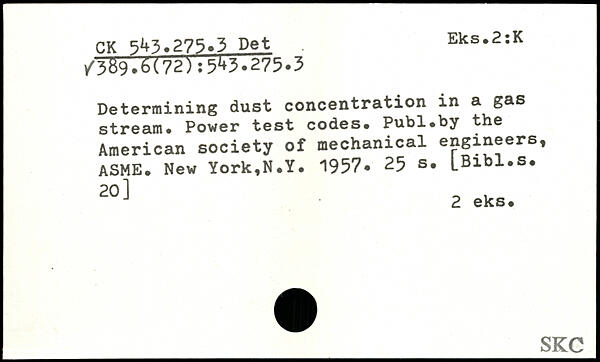 CK 543.275.3 Det
Eks.2:K
√389.6(72):543.275.3
Determining dust concentration in a gas
stream. Power test codes. Publ.by the
American society of mechanical engineers,
ASME. New York,N.Y. 1957. 25 s. [Bibl.s.
20]
2 eks.
SKC